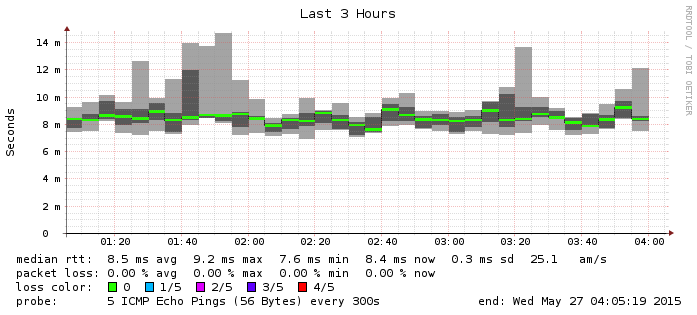 Last 3 Hours
RRDTOOL / TOBI OETIKER
Seconds
14 m
12 m
10 m
8 m
6 m
4 m
2 m
0
01:20 01:40 02:00 02:20 02:40 03:00 03:20 03:40 04:00
median rtt: 8.5 ms avg 9.2 ms max 7.6 ms min 8.4 ms now 0.3 ms sd 25.1 am/s
packet loss: 0.00 % avg 0.00 % max 0.00 % min 0.00 % now
loss color: 0 1/5 2/5 3/5 4/5
probe: 5 ICMP Echo Pings (56 Bytes) every 300s end: Wed May 27 04:05:19 2015